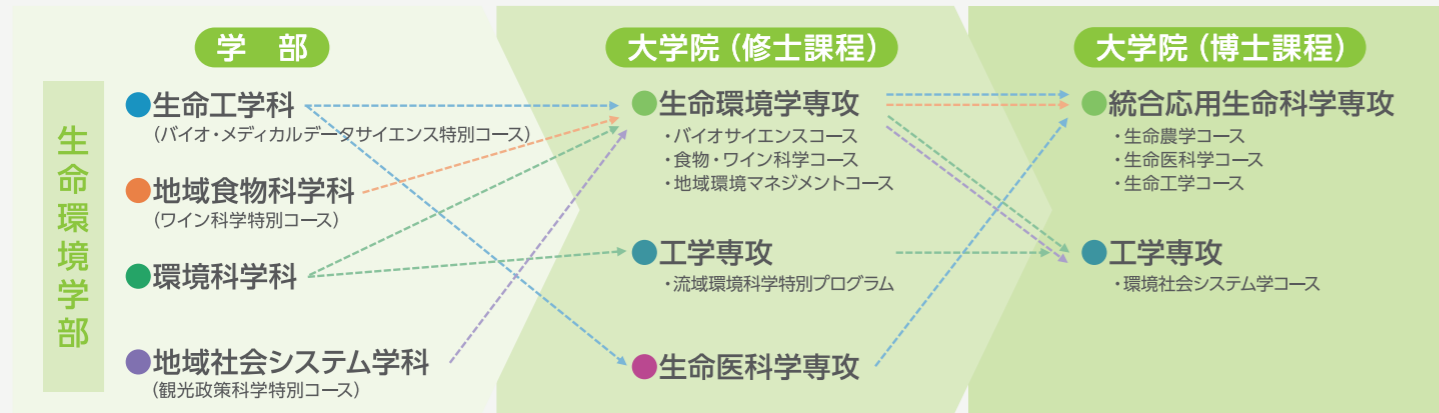 学 部
生命環境学部
生命工学科
(バイオ・メディカルデータサイエンス特別コース)
地域食物科学科
(ワイン科学特別コース)
環境科学科
地域社会システム学科
(観光政策科学特別コース)
大学院(修士課程)
生命環境学専攻
・バイオサイエンスコース
・食物・ワイン科学コース
・地域環境マネジメントコース
工学専攻
・流域環境科学特別プログラム
生命医科学専攻
大学院(博士課程)
統合応用生命科学専攻
・生命農学コース
・生命医科学コース
・生命工学コース
工学専攻
・環境社会システム学コース